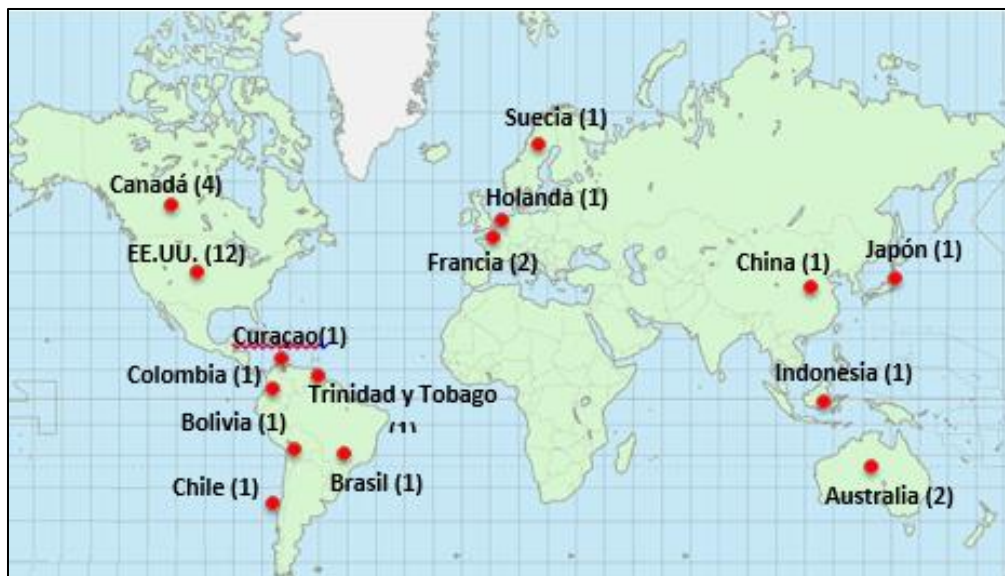 Suecia (1)
Canadá (4)
Holanda (1)
EE.UU. (12)
Francia (2)
China (1)
Japón (1)
Curaçao(1)
Colombia (1)
Trinidad y Tobago
(1)
Indonesia (1)
Bolivia (1)
Chile (1)
Brasil (1)
Australia (2)